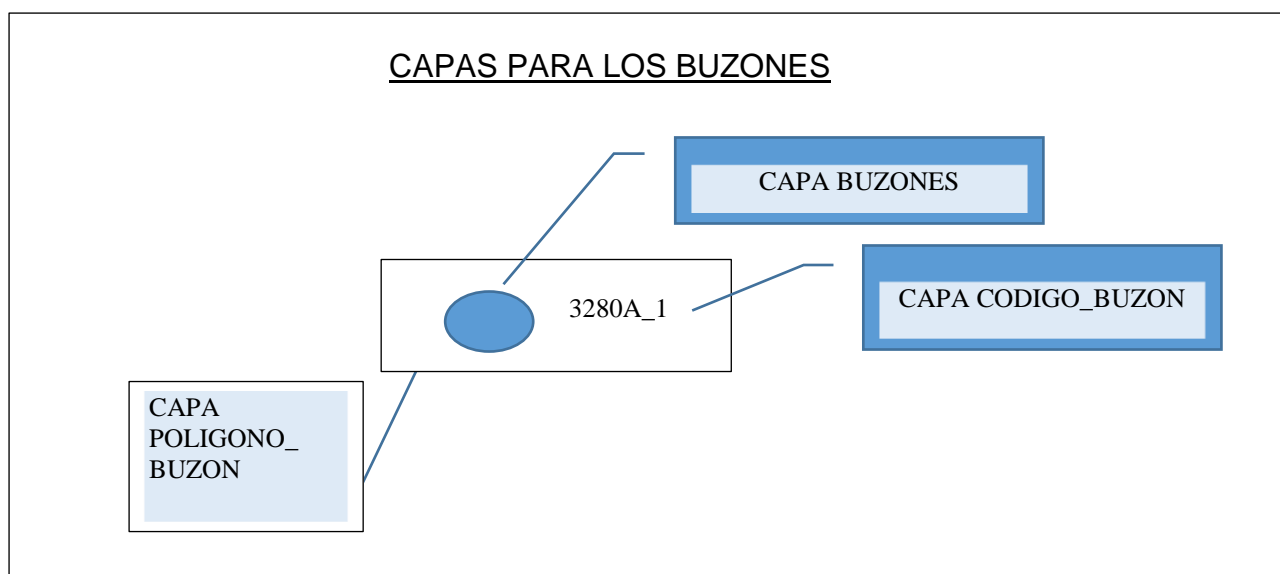 CAPAS PARA LOS BUZONES
CAPA BUZONES
CAPA CODIGO_BUZON
3280A_1
CAPA
POLIGONO_
BUZON